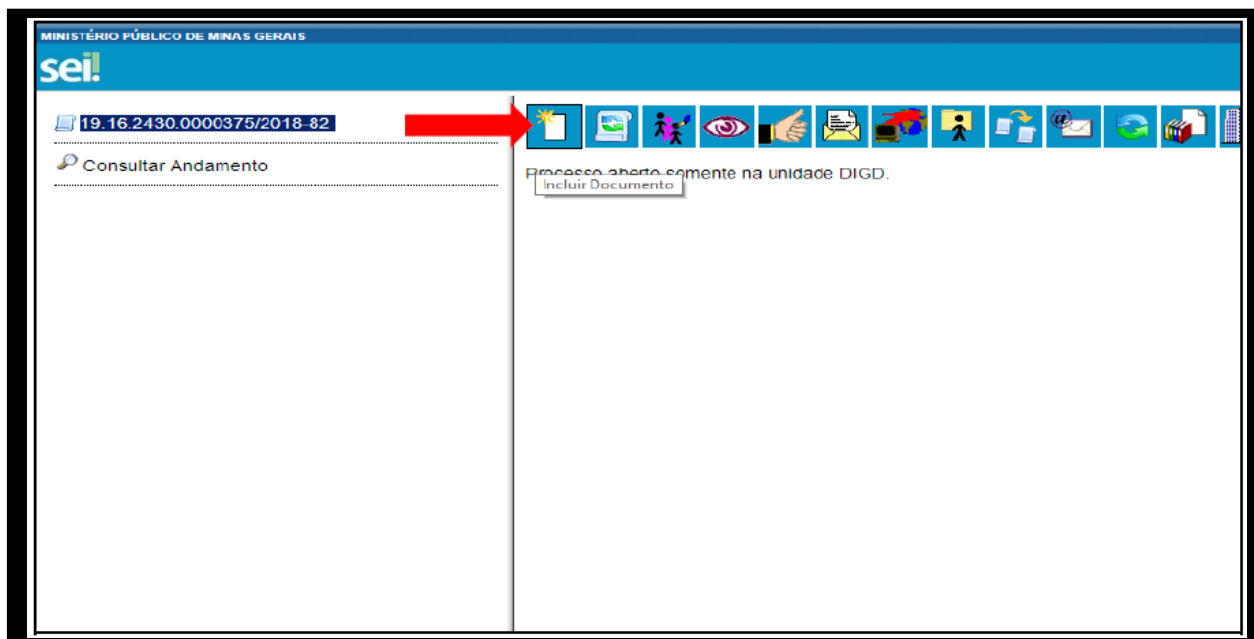 MINISTÉRIO PÚBLICO DE MINAS GERAIS
sei!
19.16.2430.0000375/2018-82
Consultar Andamento
Processo aberto somente na unidade DIGD.
Incluir Documento